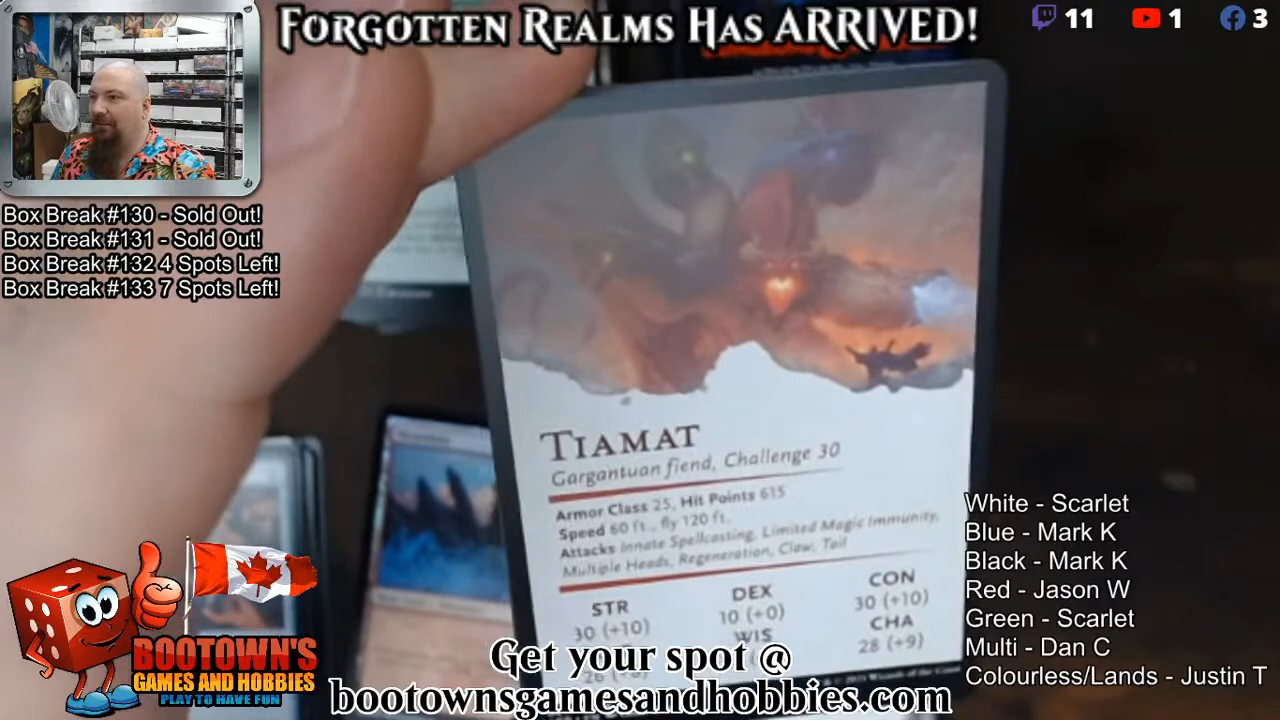 Forgotten Realms Has ARRIVED!
11
1
3
Box Break #130 - Sold Out!
Box Break #131 - Sold Out!
Box Break #132 4 Spots Left!
Box Break #133 7 Spots Left!
TIAMAT
Gargantuan fiend, Challenge 30
Armor Class 25, Hit Points 615
Speed 60 ft., fly 120 ft.
Attacks Innate Spellcasting, Limited Magic Immunity,
Multiple Heads, Regeneration, Claw, Tail
STR
30 (+10)
DEX
10 (+0)
CON
30 (+10)
WIS
CHA
28 (+9)
White - Scarlet
Blue - Mark K
Black - Mark K
Red - Jason W
Green - Scarlet
Multi - Dan C
Colourless/Lands - Justin T
BOOTOWN'S
GAMES AND HOBBIES
PLAY TO HAVE FUN
Get your spot @
bootownsgamesandhobbies.com